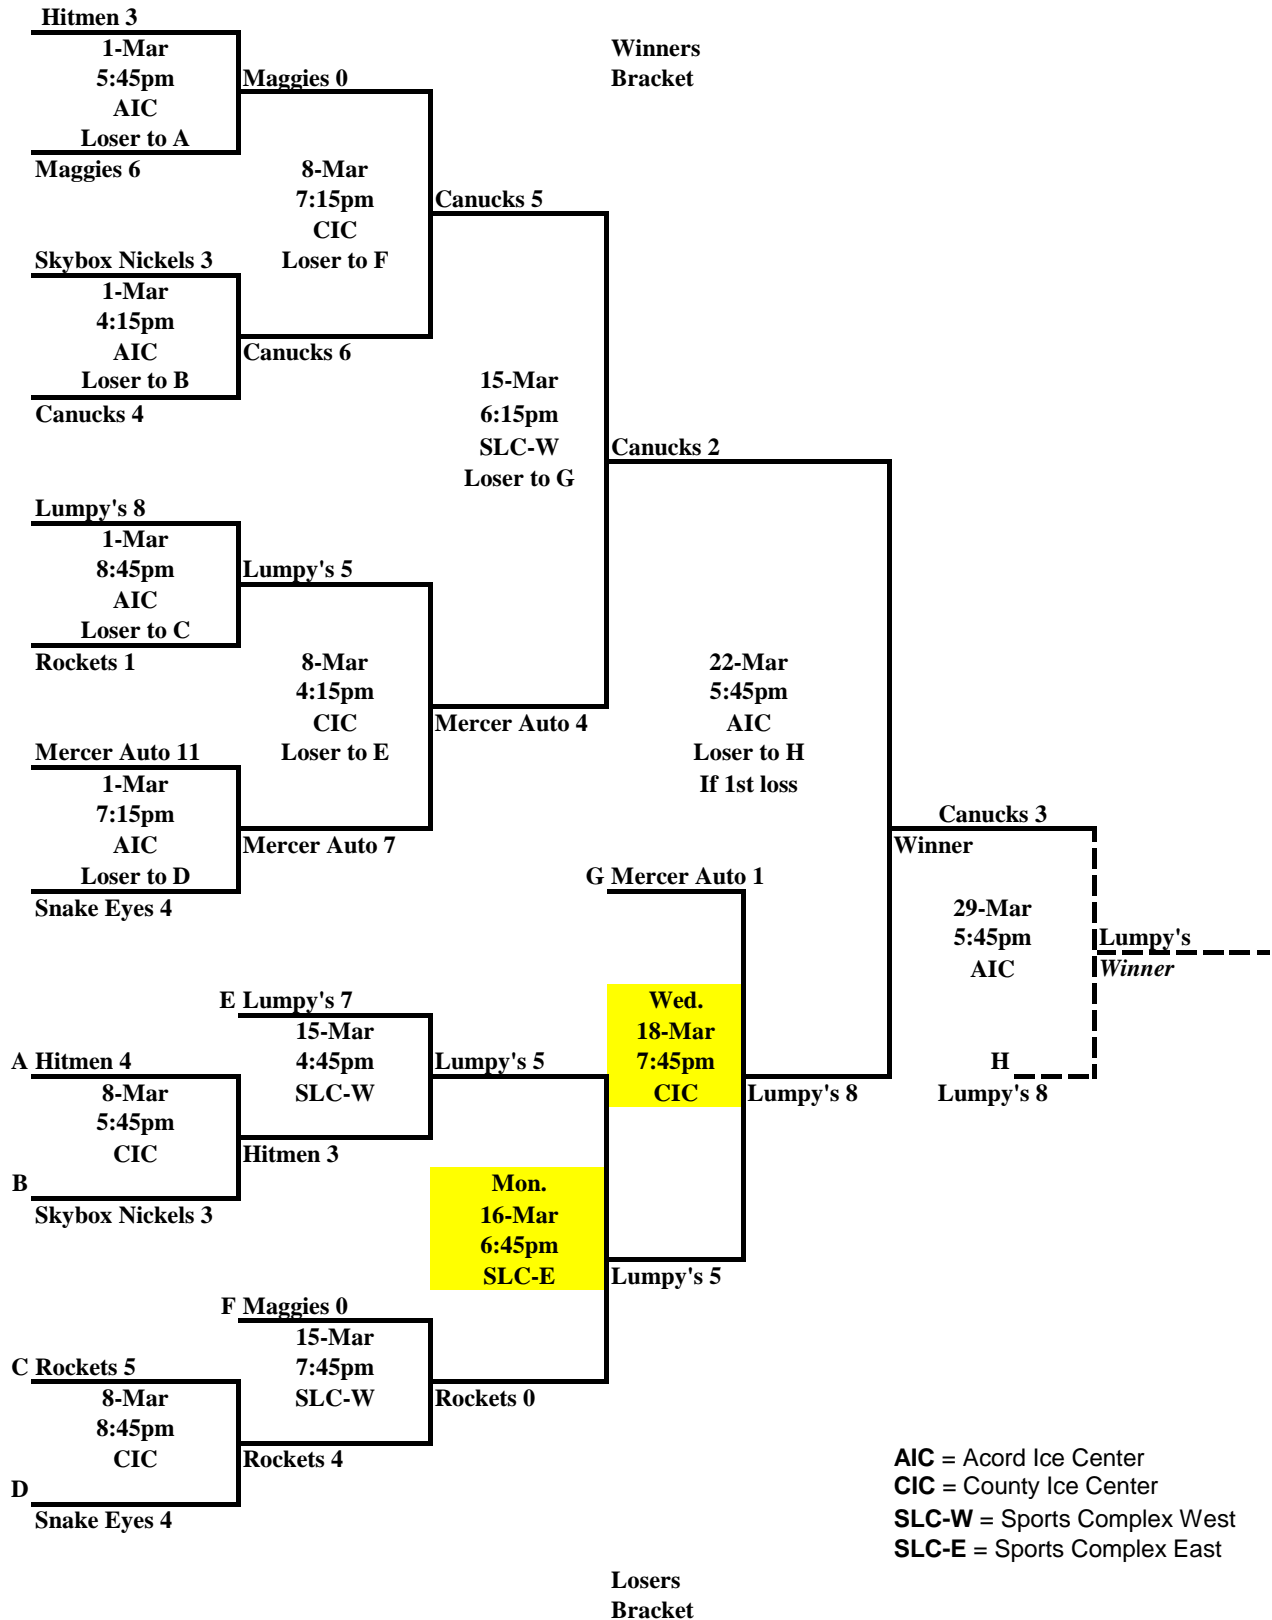 Hitmen 3
1-Mar
5:45pm
AIC
Loser to A
Maggies 6
Winners
Bracket
Maggies 0
8-Mar
7:15pm
CIC
Loser to F
Canucks 6
Skybox Nickels 3
1-Mar
4:15pm
AIC
Loser to B
Canucks 4
Canucks 5
15-Mar
6:15pm
SLC-W
Loser to G
Mercer Auto 4
Lumpy's 8
1-Mar
8:45pm
AIC
Loser to C
Rockets 1
Lumpy's 5
8-Mar
4:15pm
CIC
Loser to E
Mercer Auto 7
Mercer Auto 11
1-Mar
7:15pm
AIC
Loser to D
Snake Eyes 4
Canucks 2
22-Mar
5:45pm
AIC
Loser to H
If 1st loss
Lumpy's 8
Canucks 3
Winner
29-Mar
5:45pm
AIC
H
Lumpy's 8
Lumpy's
Winner
G Mercer Auto 1
Wed.
18-Mar
7:45pm
CIC
Lumpy's 5
E Lumpy's 7
15-Mar
4:45pm
SLC-W
Hitmen 3
A Hitmen 4
8-Mar
5:45pm
CIC
B
Skybox Nickels 3
Lumpy's 5
Mon.
16-Mar
6:45pm
SLC-E
Rockets 0
F Maggies 0
15-Mar
7:45pm
SLC-W
Rockets 4
C Rockets 5
8-Mar
8:45pm
CIC
D
Snake Eyes 4
AIC = Acord Ice Center
CIC = County Ice Center
SLC-W = Sports Complex West
SLC-E = Sports Complex East
Losers
Bracket